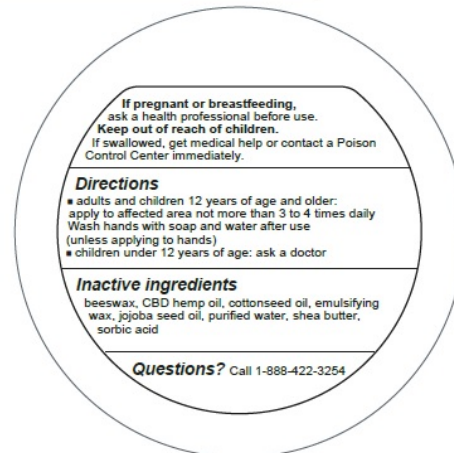 If pregnant or breastfeeding,
ask a health professional before use.
Keep out of reach of children.
If swallowed, get medical help or contact a Poison
Control Center immediately.
Directions
▪ adults and children 12 years of age and older:
apply to affected area not more than 3 to 4 times daily
Wash hands with soap and water after use
(unless applying to hands)
▪ children under 12 years of age: ask a doctor
Inactive ingredients
beeswax, CBD hemp oil, cottonseed oil, emulsifying
wax, jojoba seed oil, purified water, shea butter,
sorbic acid
Questions? Call 1-888-422-3254